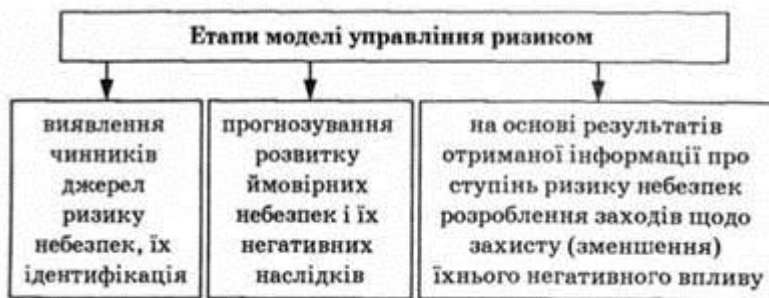 Етапи моделі управління ризиком
виявлення
чинників
джерел
ризику
небезпек, їх
ідентифікація
прогнозування
розвитку
ймовірних
небезпек і їх
негативних
наслідків
на основі результатів
отриманої інформації про
ступінь ризику небезпек
розроблення заходів щодо
захисту (зменшення)
їхнього негативного впливу